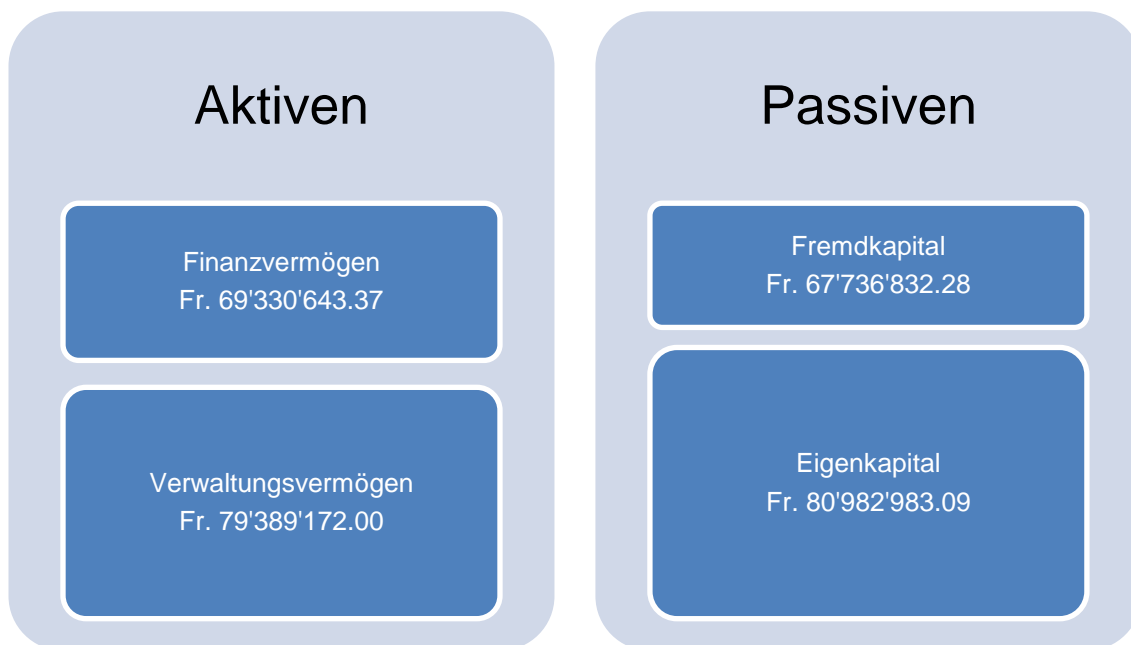 Aktiven
Finanzvermögen
Fr. 69'330'643.37
Verwaltungsvermögen
Fr. 79'389'172.00
Passiven
Fremdkapital
Fr. 67'736'832.28
Eigenkapital
Fr. 80'982'983.09